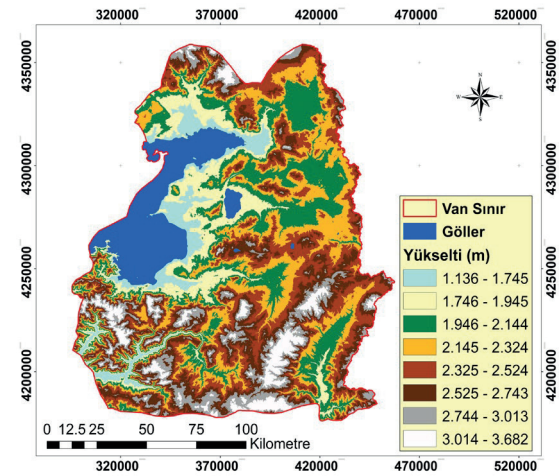 320000 370000 420000 470000 520000
4350000
4300000
4250000
4200000
N
W E
S
4350000
4300000
4250000
4200000
Van Sınır
Göller
Yükselti (m)
1.136 - 1.745
1.746 - 1.945
1.946 - 2.144
2.145 - 2.324
2.325 - 2.524
2.525 - 2.743
2.744 - 3.013
3.014 - 3.682
0 12.5 25 50 75 100
Kilometre
320000 370000 420000 470000 520000